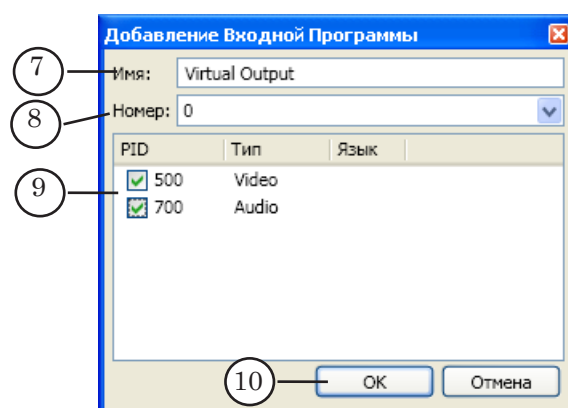 Добавление Входной Программы
7 Имя: Virtual Output
8 Номер: 0
PID Тип Язык
9 500 Video
700 Audio
10 OK Отмена